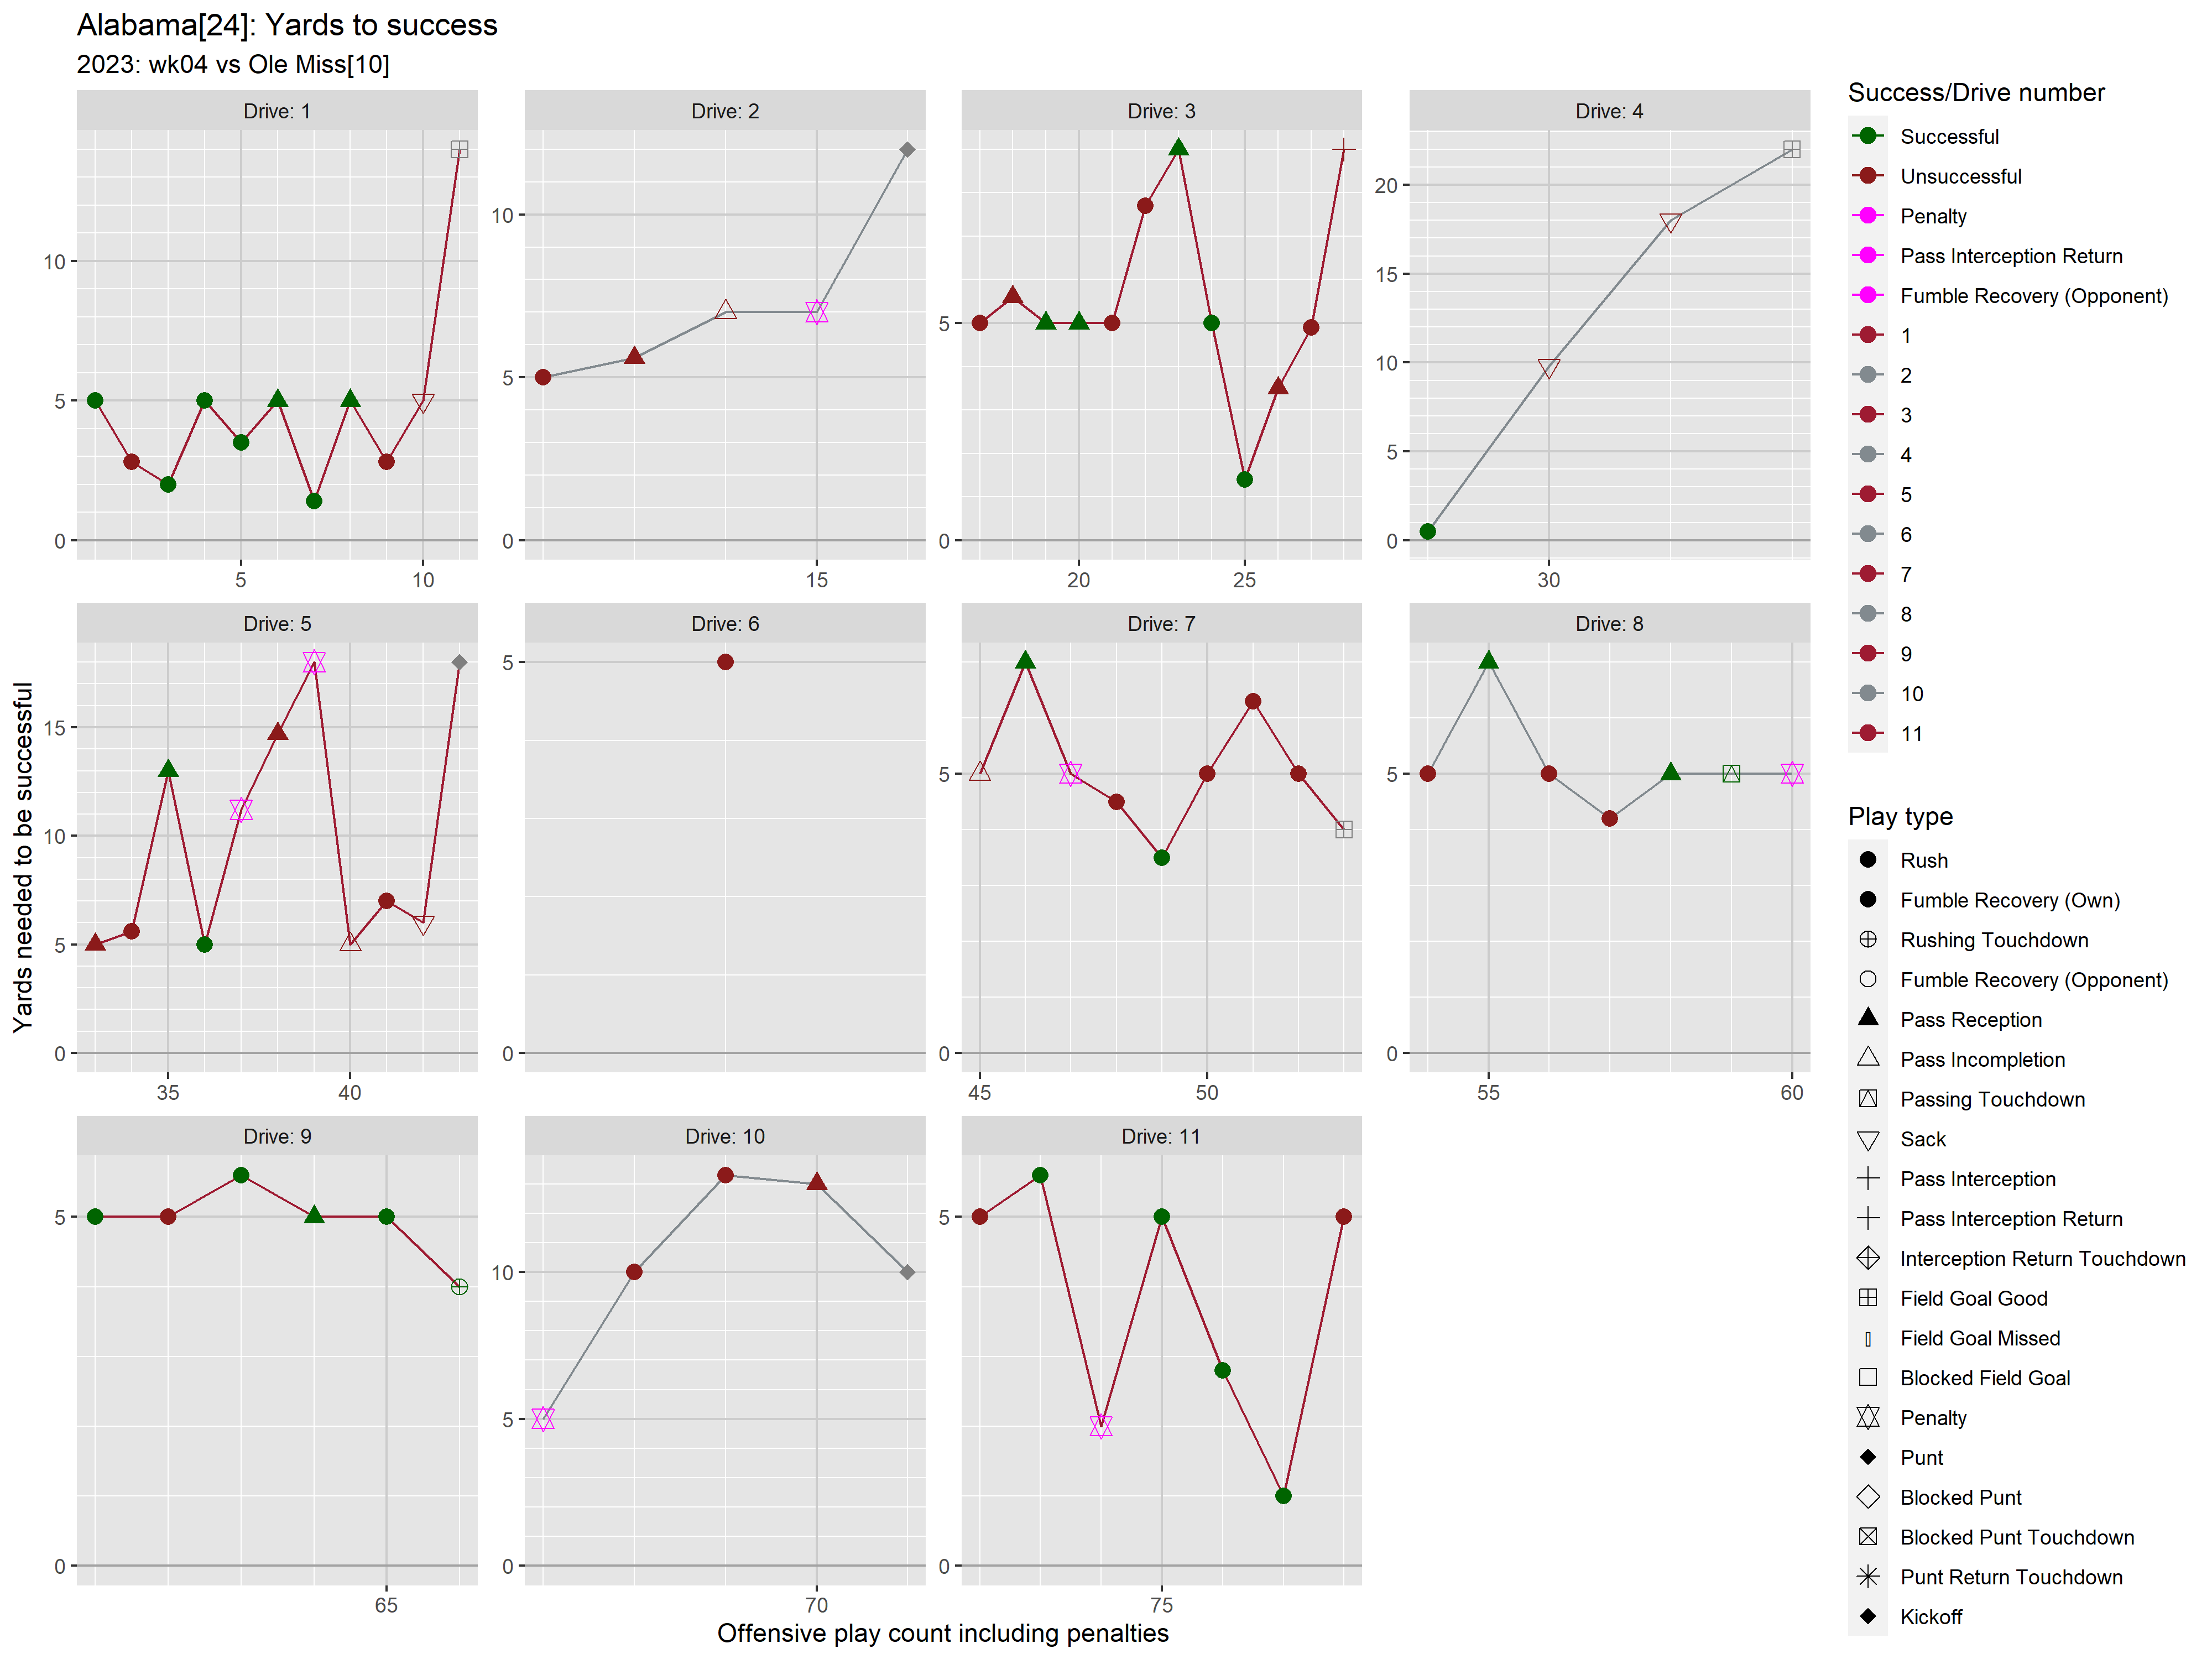 Alabama[24]: Yards to success
2023: wk04 vs Ole Miss[10]
Drive: 1
Drive: 2
Drive: 3
Drive: 4
10
5
0
5
10
10
5
0
15
5
0
20
25
20
15
10
5
0
30
Drive: 5
Drive: 6
Drive: 7
Drive: 8
15
10
5
0
35
40
5
0
5
0
45
50
5
0
55
60
Drive: 9
Drive: 10
Drive: 11
5
0
65
10
5
0
70
5
0
75
Yards needed to be successful
Offensive play count including penalties
Success/Drive number
Successful
Unsuccessful
Penalty
Pass Interception Return
Fumble Recovery (Opponent)
1
2
3
4
5
6
7
8
9
10
11
Play type
Rush
Fumble Recovery (Own)
Rushing Touchdown
Fumble Recovery (Opponent)
Pass Reception
Pass Incompletion
Passing Touchdown
Sack
Pass Interception
Pass Interception Return
Interception Return Touchdown
Field Goal Good
Field Goal Missed
Blocked Field Goal
Penalty
Punt
Blocked Punt
Blocked Punt Touchdown
Punt Return Touchdown
Kickoff